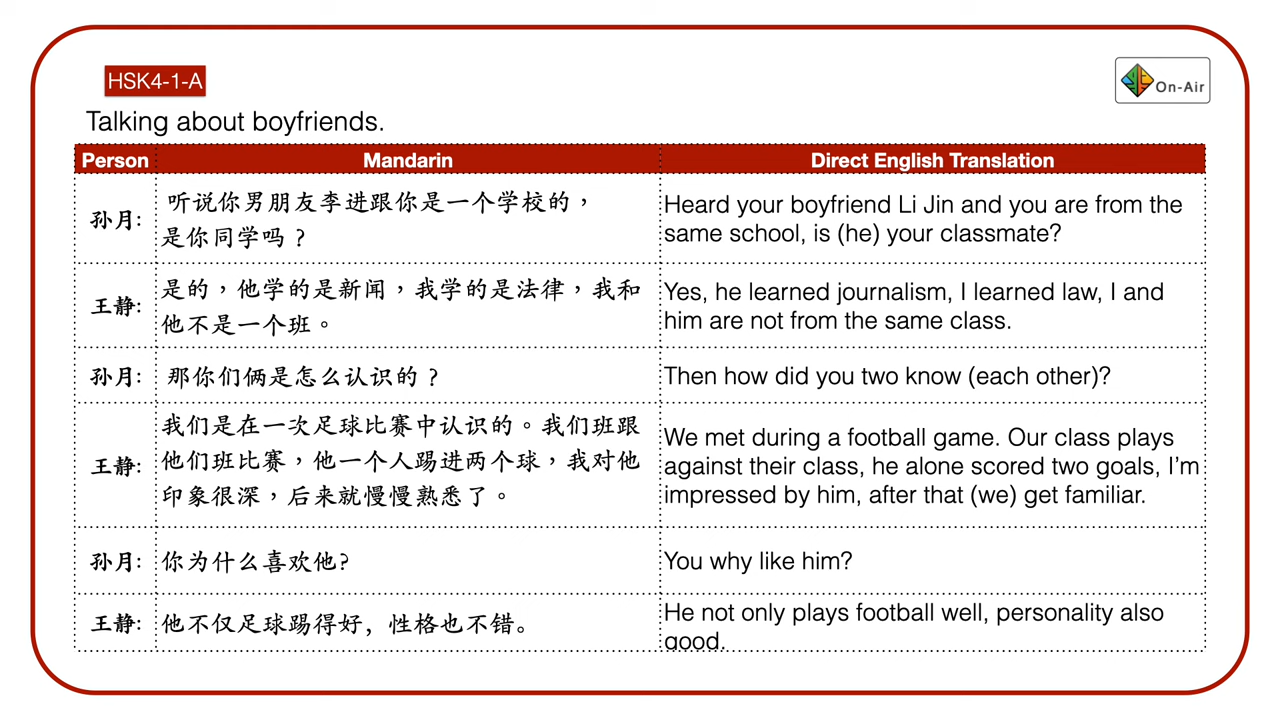 HSK4-1-A
On-Air
Talking about boyfriends.
Person Mandarin Direct English Translation
孙月:
听说你男朋友李进跟你是一个学校的，
是你同学吗？
Heard your boyfriend Li Jin and you are from the
same school, is (he) your classmate?
王静:
是的，他学的是新闻，我学的是法律，我和
他不是一个班。
Yes, he learned journalism, I learned law, I and
him are not from the same class.
孙月:
那你们俩是怎么认识的？
Then how did you two know (each other)?
王静:
我们是在一次足球比赛中认识的。我们班跟
他们班比赛，他一个人踢进两个球，我对他
印象很深，后来就慢慢熟悉了。
We met during a football game. Our class plays
against their class, he alone scored two goals, I’m
impressed by him, after that (we) get familiar.
孙月:
你为什么喜欢他?
You why like him?
王静:
他不仅足球踢得好，性格也不错。
He not only plays football well, personality also
good.